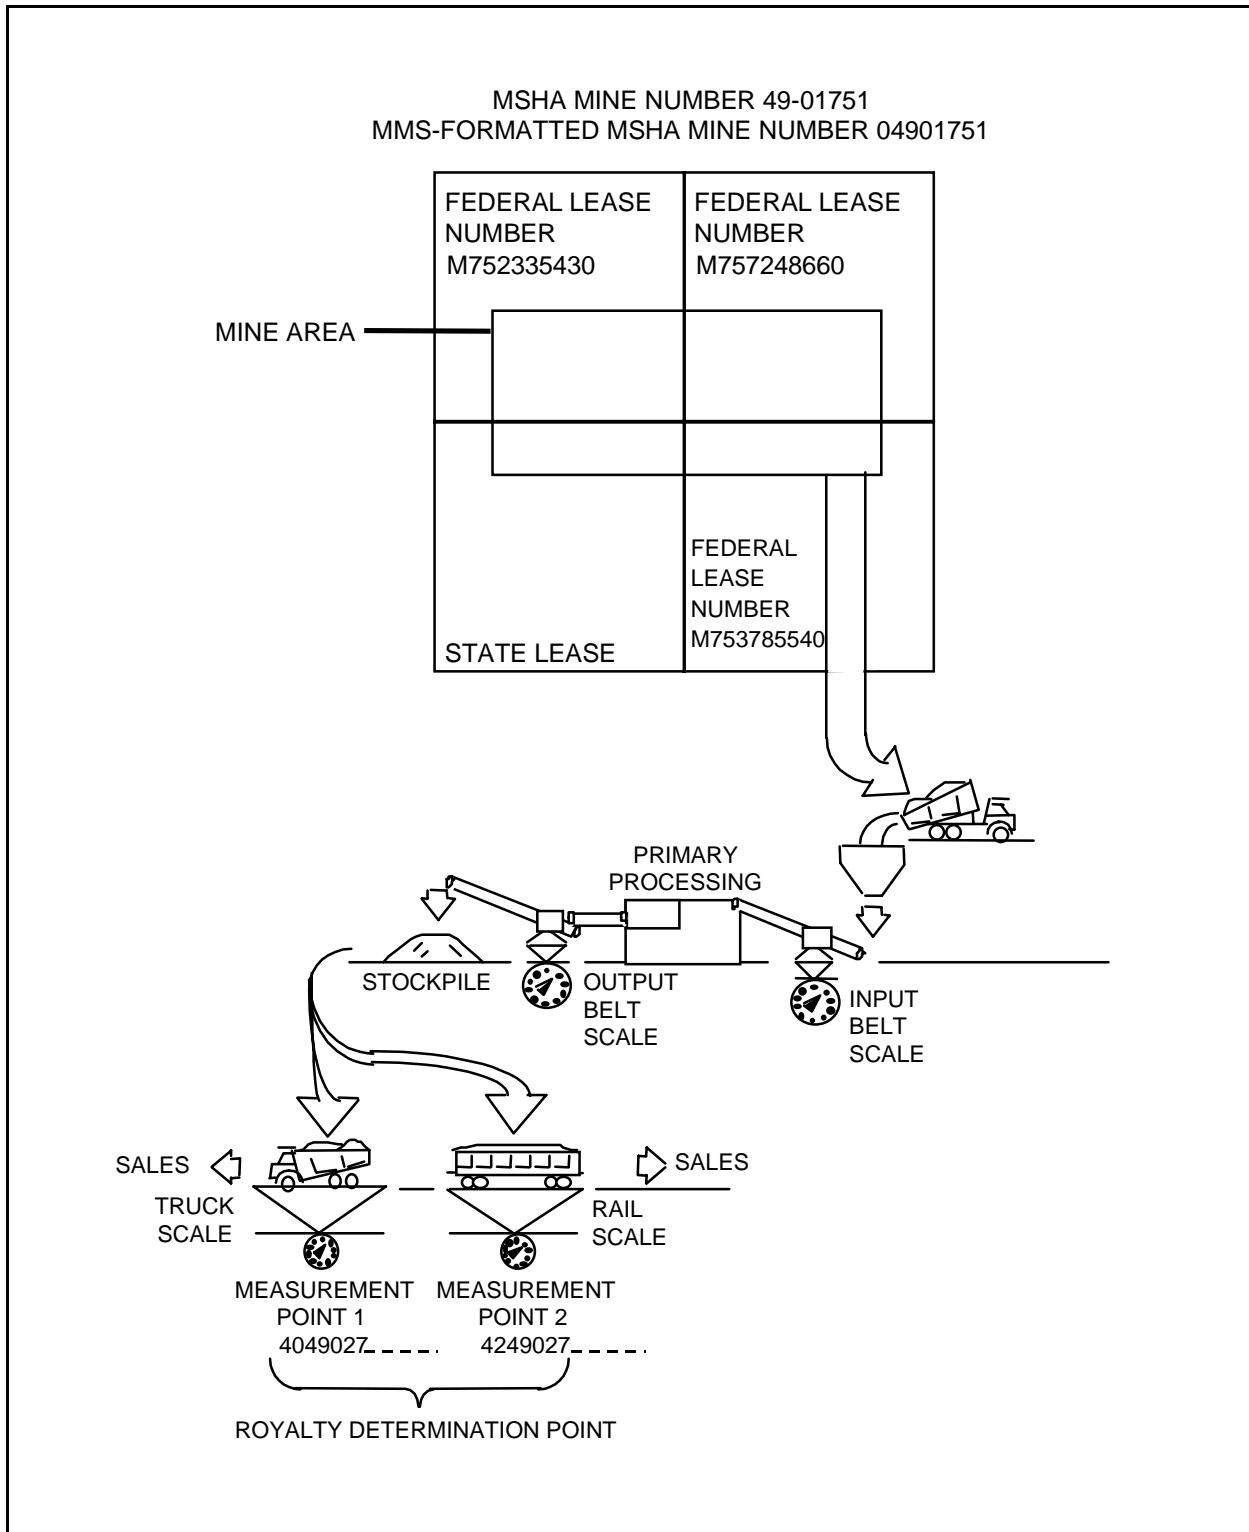 MSHA MINE NUMBER 49-01751
MMS-FORMATTED MSHA MINE NUMBER 04901751
FEDERAL LEASE
NUMBER
M752335430
FEDERAL LEASE
NUMBER
M757248660
MINE AREA
FEDERAL
LEASE
NUMBER
M753785540
STATE LEASE
PRIMARY
PROCESSING
STOCKPILE
OUTPUT
BELT
SCALE
INPUT
BELT
SCALE
SALES
TRUCK
SCALE
SALES
RAIL
SCALE
MEASUREMENT
POINT 1
4049027_ _ _ _ _
MEASUREMENT
POINT 2
4249027_ _ _ _ _
ROYALTY DETERMINATION POINT